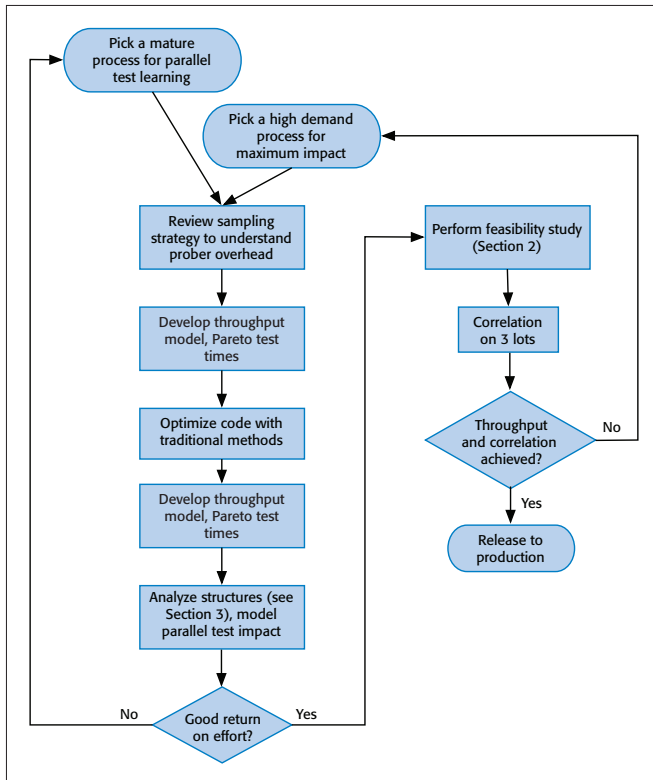 Pick a mature
process for parallel
test learning
Pick a high demand
process for
maximum impact
Review sampling
strategy to understand
prober overhead
Develop throughput
model, Pareto test
times
Optimize code with
traditional methods
Develop throughput
model, Pareto test
times
Analyze structures (see
Section 3), model
parallel test impact
No
Good return
on effort?
Yes
Perform feasibility study
(Section 2)
Correlation
on 3 lots
Throughput
and correlation
achieved?
No
Yes
Release to
production